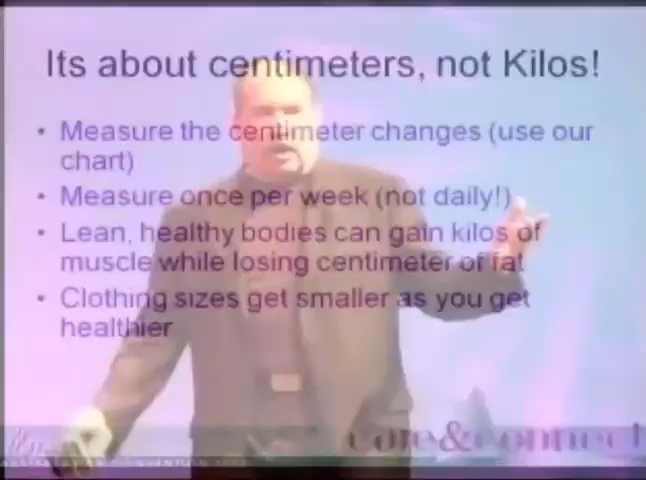 Its about centimeters, not Kilos!
• Measure the centimeter changes (use our
chart)
• Measure once per week (not daily!)
• Lean, healthy bodies can gain kilos of
muscle while losing centimeter of fat
• Clothing sizes get smaller as you get
healthier